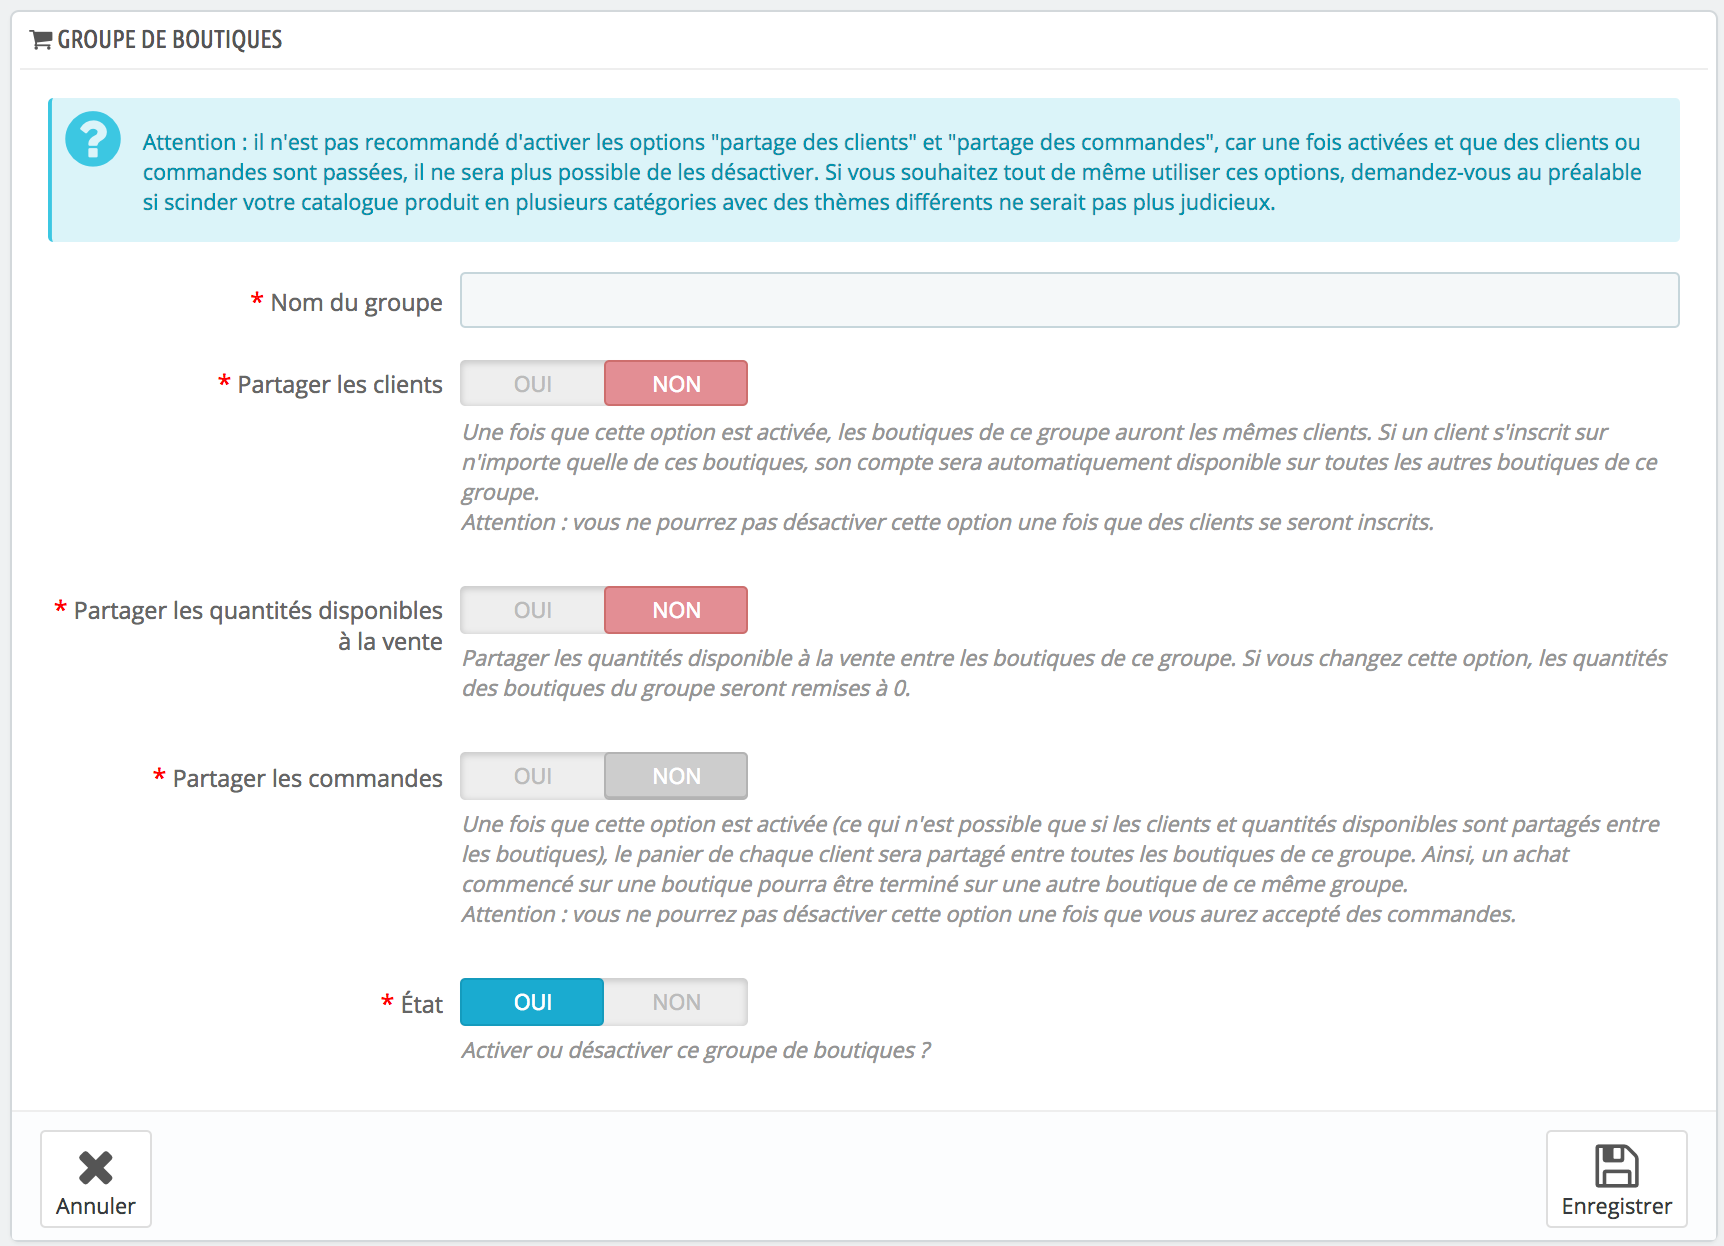 GROUPE DE BOUTIQUES
Attention : il n'est pas recommandé d'activer les options "partage des clients" et "partage des commandes", car une fois activées et que des clients ou
commandes sont passées, il ne sera plus possible de les désactiver. Si vous souhaitez tout de même utiliser ces options, demandez-vous au préalable
si scinder votre catalogue produit en plusieurs catégories avec des thèmes différents ne serait pas plus judicieux.
* Nom du groupe
* Partager les clients
OUI NON
Une fois que cette option est activée, les boutiques de ce groupe auront les mêmes clients. Si un client s'inscrit sur
n'importe quelle de ces boutiques, son compte sera automatiquement disponible sur toutes les autres boutiques de ce
groupe.
Attention : vous ne pourrez pas désactiver cette option une fois que des clients se seront inscrits.
* Partager les quantités disponibles
à la vente
OUI NON
Partager les quantités disponible à la vente entre les boutiques de ce groupe. Si vous changez cette option, les quantités
des boutiques du groupe seront remises à 0.
* Partager les commandes
OUI NON
Une fois que cette option est activée (ce qui n'est possible que si les clients et quantités disponibles sont partagés entre
les boutiques), le panier de chaque client sera partagé entre toutes les boutiques de ce groupe. Ainsi, un achat
commencé sur une boutique pourra être terminé sur une autre boutique de ce même groupe.
Attention : vous ne pourrez pas désactiver cette option une fois que vous aurez accepté des commandes.
* État
OUI NON
Activer ou désactiver ce groupe de boutiques ?
Annuler
Enregistrer